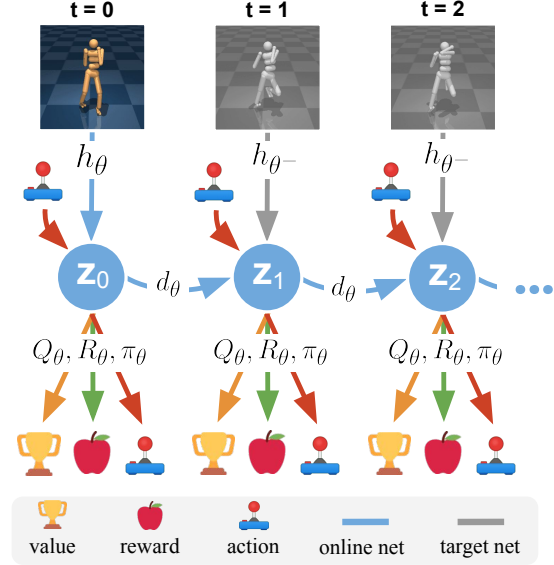 t = 0 t = 1 t = 2
hθ hθ− hθ−
z0 dθ z1 dθ z2 •••
Qθ, Rθ, πθ Qθ, Rθ, πθ Qθ, Rθ, πθ
value reward action online net target net